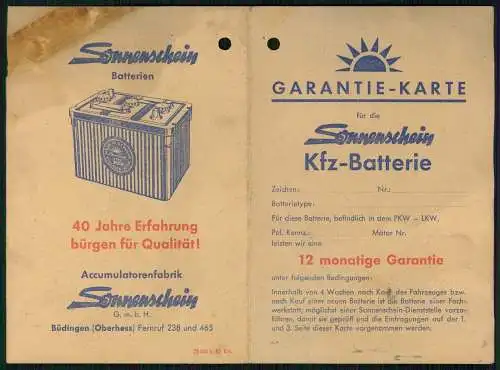 Sonnenschein
Batterien
40 Jahre Erfahrung
bürgen für Qualität!
Accumulatorenfabrik
Sonnenschein
G. m. b. H.
Büdingen (Oberhess) Fernruf 238 und 465
GARANTIE-KARTE
für die
Sonnenschein
Kfz-Batterie
Zeichen: Nr.:
Batterietype:
Für diese Batterie, befindlich in dem PKW – LKW,
Pol. Kennz.: Motor Nr.
leisten wir eine
12 monatige Garantie
unter folgenden Bedingungen:
Innerhalb von 4 Wochen nach Kauf des Fahrzeuges bzw.
nach Kauf einer neuen Batterie ist die Batterie einer Fach-
werkstatt, möglichst einer Sonnenschein-Dienststelle vorzu-
führen, damit sie geprüft und die Eintragungen auf der 1.
und 3. Seite dieser Karte vorgenommen werden.